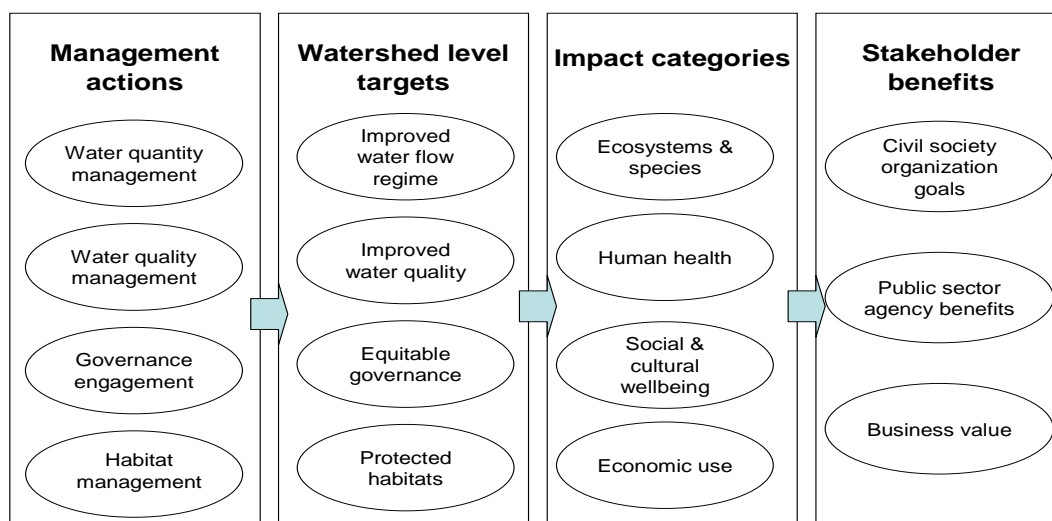 Management
actions
Water quantity
management
Water quality
management
Governance
engagement
Habitat
management
Watershed level
targets
Improved
water flow
regime
Improved
water quality
Equitable
governance
Protected
habitats
Impact categories
Ecosystems &
species
Human health
Social &
cultural
wellbeing
Economic use
Stakeholder
benefits
Civil society
organization
goals
Public sector
agency benefits
Business value